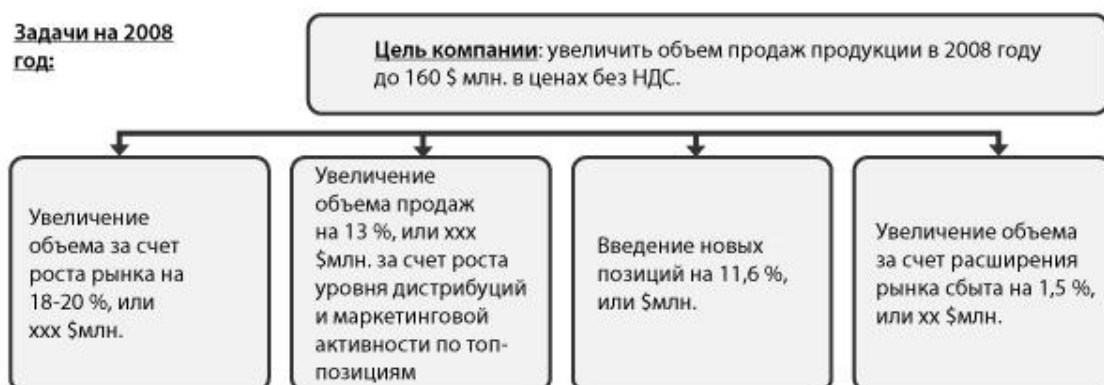 Задачи на 2008
год:
Цель компании: увеличить объем продаж продукции в 2008 году
до 160 $ млн. в ценах без НДС.
Увеличение
объема за счет
роста рынка на
18-20 %, или
xxx $млн.
Увеличение
объема продаж
на 13 %, или xxx
$млн. за счет роста
уровня дистрибуций
и маркетинговой
активности по топ-
позициям
Введение новых
позиций на 11,6 %,
или $млн.
Увеличение объема
за счет расширения
рынка сбыта на 1,5 %,
или xx $млн.